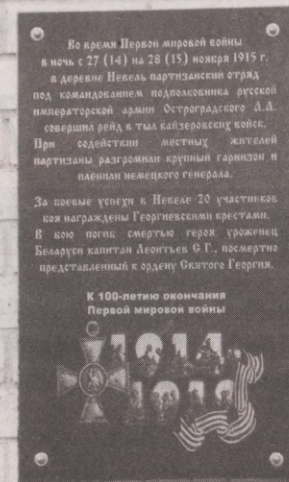 Во время Первой мировой войны
в ночь с 27 (14) на 28 (15) ноября 1915 г.
в деревне Невель партизанский отряд
под командованием подполковника русской
императорской армии Остроградского А.А.
совершил рейд в тыл кайзеровских войск.
При содействии местных жителей
партизаны разгромили крупный гарнизон и
пленили немецкого генерала.
За боевые успехи в Невеле 20 участников
боя награждены Георгиевскими крестами.
В бою погиб смертью героя уроженец
Беларуси капитан Леонтьев С.Г., посмертно
представленный к ордену Святого Георгия.
К 100-летию окончания
Первой мировой войны
1914
1918